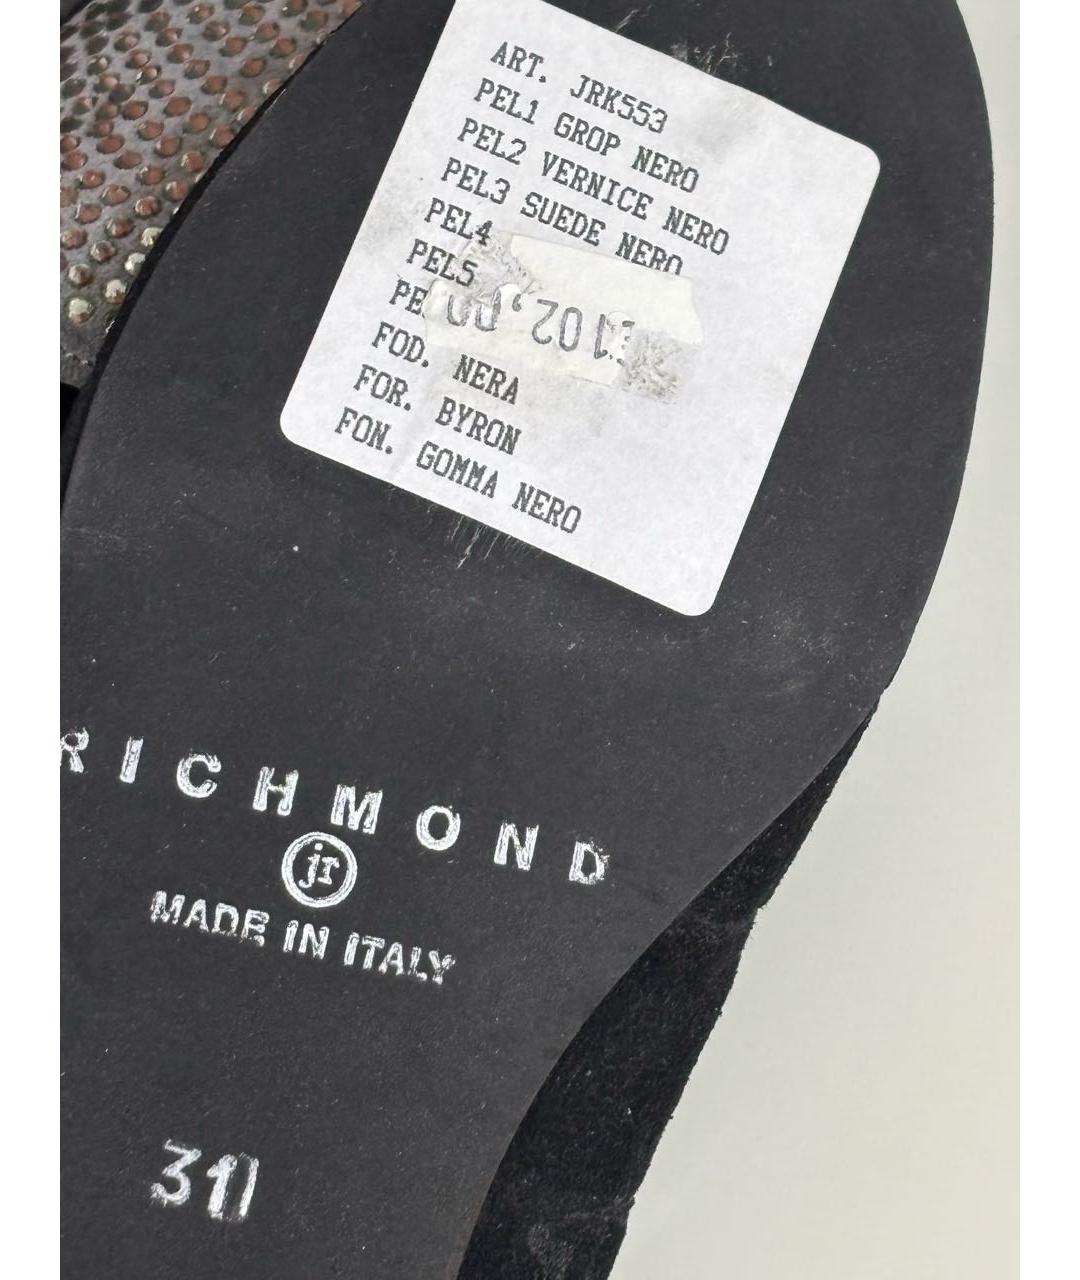 ART. JRK553
PEL1 GROP NERO
PEL2 VERNICE NERO
PEL3 SUEDE NERO
PEL4
PEL5
FOD. NERA
FOR. BYRON
FON. GOMMA NERO
RICHMOND
jr
MADE IN ITALY
31